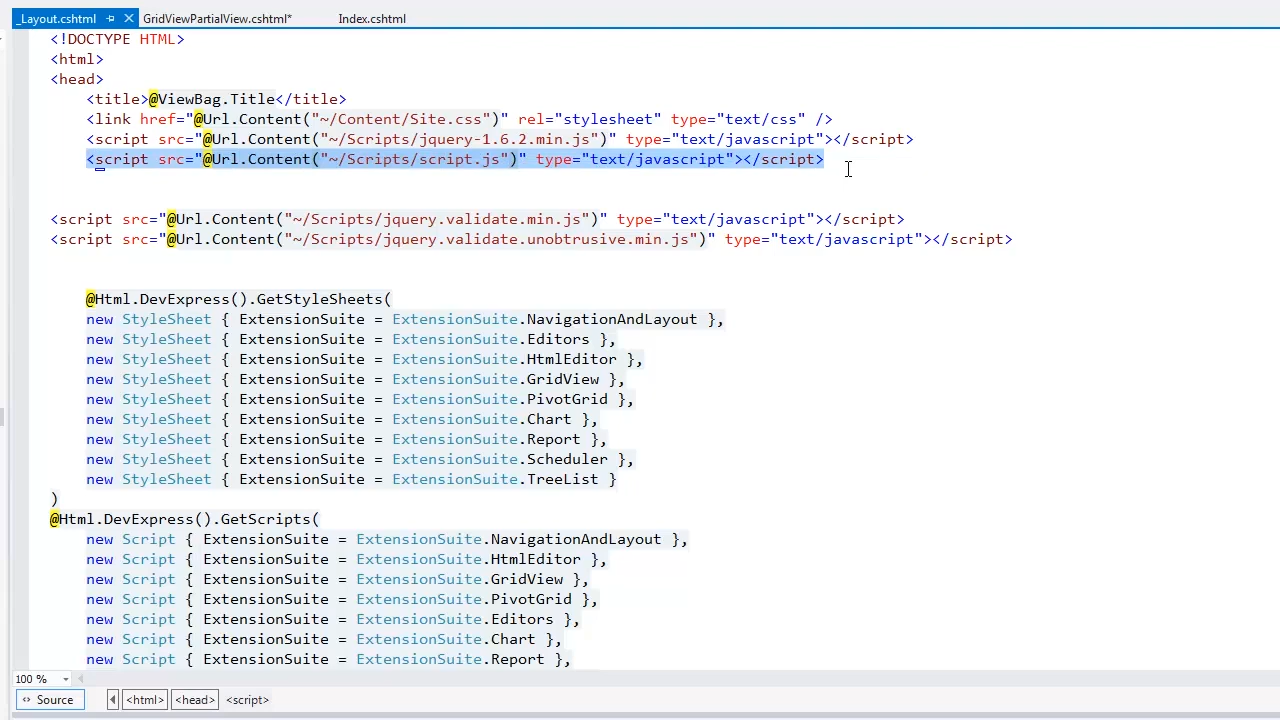 _Layout.cshtml GridViewPartialView.cshtml* Index.cshtml
<!DOCTYPE HTML>
<html>
<head>
<title>@ViewBag.Title</title>
<link href="@Url.Content("~/Content/Site.css")" rel="stylesheet" type="text/css" />
<script src="@Url.Content("~/Scripts/jquery-1.6.2.min.js")" type="text/javascript"></script>
<script src="@Url.Content("~/Scripts/script.js")" type="text/javascript"></script>
<script src="@Url.Content("~/Scripts/jquery.validate.min.js")" type="text/javascript"></script>
<script src="@Url.Content("~/Scripts/jquery.validate.unobtrusive.min.js")" type="text/javascript"></script>
@Html.DevExpress().GetStyleSheets(
new StyleSheet { ExtensionSuite = ExtensionSuite.NavigationAndLayout },
new StyleSheet { ExtensionSuite = ExtensionSuite.Editors },
new StyleSheet { ExtensionSuite = ExtensionSuite.HtmlEditor },
new StyleSheet { ExtensionSuite = ExtensionSuite.GridView },
new StyleSheet { ExtensionSuite = ExtensionSuite.PivotGrid },
new StyleSheet { ExtensionSuite = ExtensionSuite.Chart },
new StyleSheet { ExtensionSuite = ExtensionSuite.Report },
new StyleSheet { ExtensionSuite = ExtensionSuite.Scheduler },
new StyleSheet { ExtensionSuite = ExtensionSuite.TreeList }
)
@Html.DevExpress().GetScripts(
new Script { ExtensionSuite = ExtensionSuite.NavigationAndLayout },
new Script { ExtensionSuite = ExtensionSuite.HtmlEditor },
new Script { ExtensionSuite = ExtensionSuite.GridView },
new Script { ExtensionSuite = ExtensionSuite.PivotGrid },
new Script { ExtensionSuite = ExtensionSuite.Editors },
new Script { ExtensionSuite = ExtensionSuite.Chart },
new Script { ExtensionSuite = ExtensionSuite.Report },
100 %
Source <html> <head> <script>